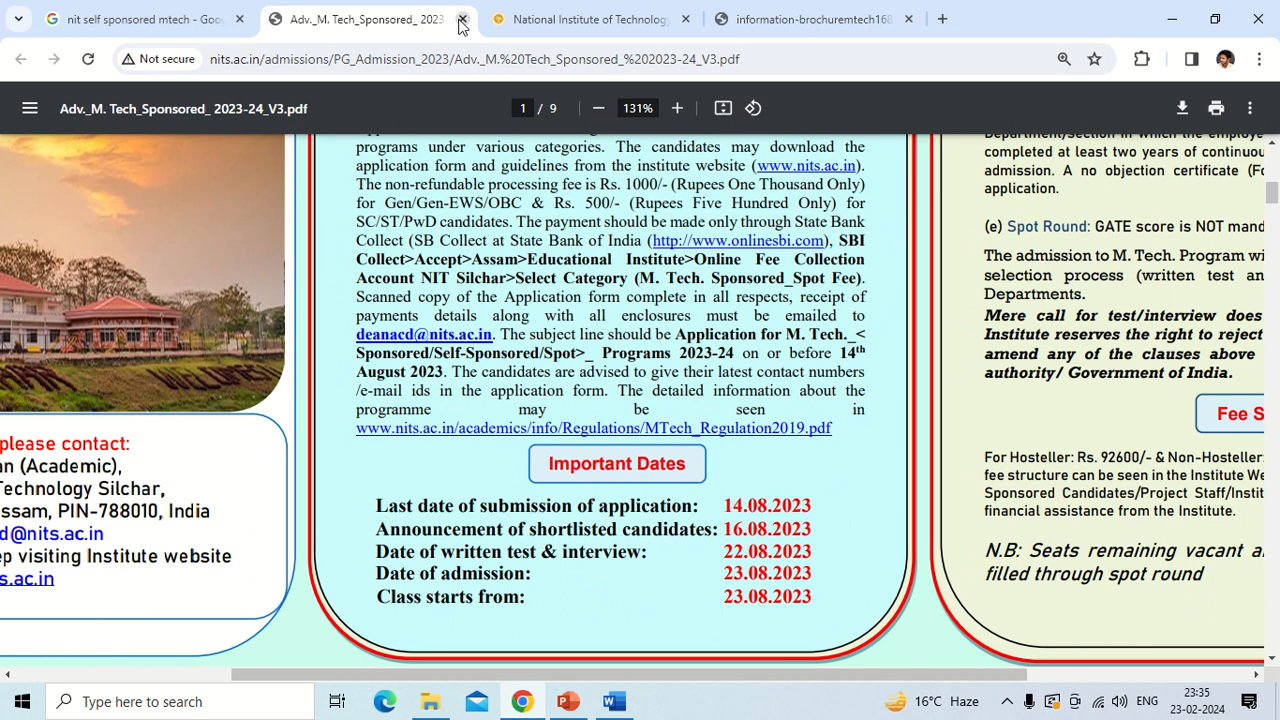 nit self sponsored mtech - Goo
Adv._M. Tech_Sponsored_ 2023
National Institute of Technology
information-brochuremtech168
Not secure
nits.ac.in/admissions/PG_Admission_2023/Adv._M.%20Tech_Sponsored_%202023-24_V3.pdf
Adv._M. Tech_Sponsored_ 2023-24_V3.pdf
1 / 9
131%
programs under various categories. The candidates may download the
application form and guidelines from the institute website (www.nits.ac.in).
The non-refundable processing fee is Rs. 1000/- (Rupees One Thousand Only)
for Gen/Gen-EWS/OBC & Rs. 500/- (Rupees Five Hundred Only) for
SC/ST/PwD candidates. The payment should be made only through State Bank
Collect (SB Collect at State Bank of India (http://www.onlinesbi.com), SBI
Collect>Accept>Assam>Educational Institute>Online Fee Collection
Account NIT Silchar>Select Category (M. Tech. Sponsored_Spot Fee).
Scanned copy of the Application form complete in all respects, receipt of
payments details along with all enclosures must be emailed to
deanacd@nits.ac.in. The subject line should be Application for M. Tech._<
Sponsored/Self-Sponsored/Spot>_ Programs 2023-24 on or before 14th
August 2023. The candidates are advised to give their latest contact numbers
/e-mail ids in the application form. The detailed information about the
programme may be seen in
www.nits.ac.in/academics/info/Regulations/MTech_Regulation2019.pdf
Important Dates
Last date of submission of application: 14.08.2023
Announcement of shortlisted candidates: 16.08.2023
Date of written test & interview: 22.08.2023
Date of admission: 23.08.2023
Class starts from: 23.08.2023
please contact:
an (Academic),
Technology Silchar,
ssam, PIN-788010, India
d@nits.ac.in
ep visiting Institute website
s.ac.in
Department/section in which the employe
completed at least two years of continuou
admission. A no objection certificate (Fo
application.
(e) Spot Round: GATE score is NOT mand
The admission to M. Tech. Program wi
selection process (written test an
Departments.
Mere call for test/interview does
Institute reserves the right to reject
amend any of the clauses above
authority/ Government of India.
Fee S
For Hosteller: Rs. 92600/- & Non-Hosteller:
fee structure can be seen in the Institute We
Sponsored Candidates/Project Staff/Instit
financial assistance from the Institute.
N.B: Seats remaining vacant a
filled through spot round
Type here to search
16°C Haze
ENG
23:35
23-02-2024